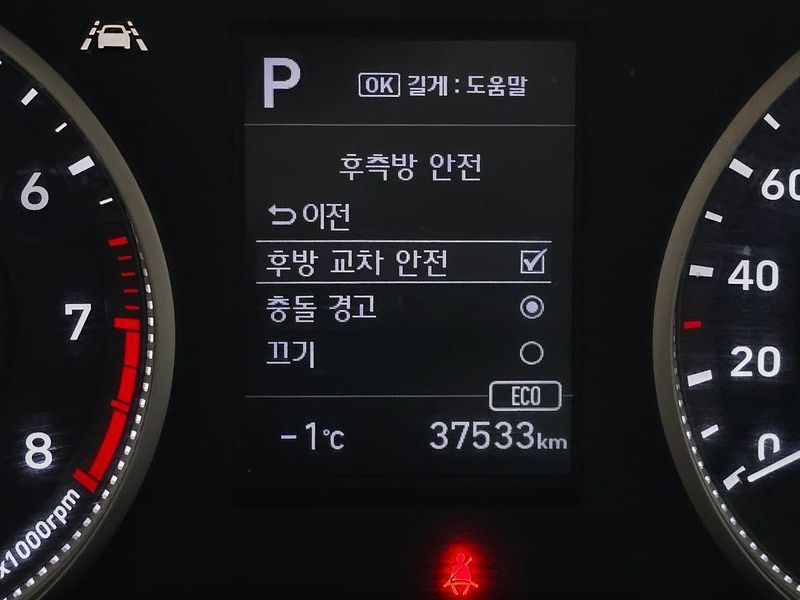 P
OK 길게 : 도움말
후측방 안전
이전
후방 교차 안전
충돌 경고
끄기
ECO
-1℃
37533km
6
7
8
x1000rpm
60
40
20
0